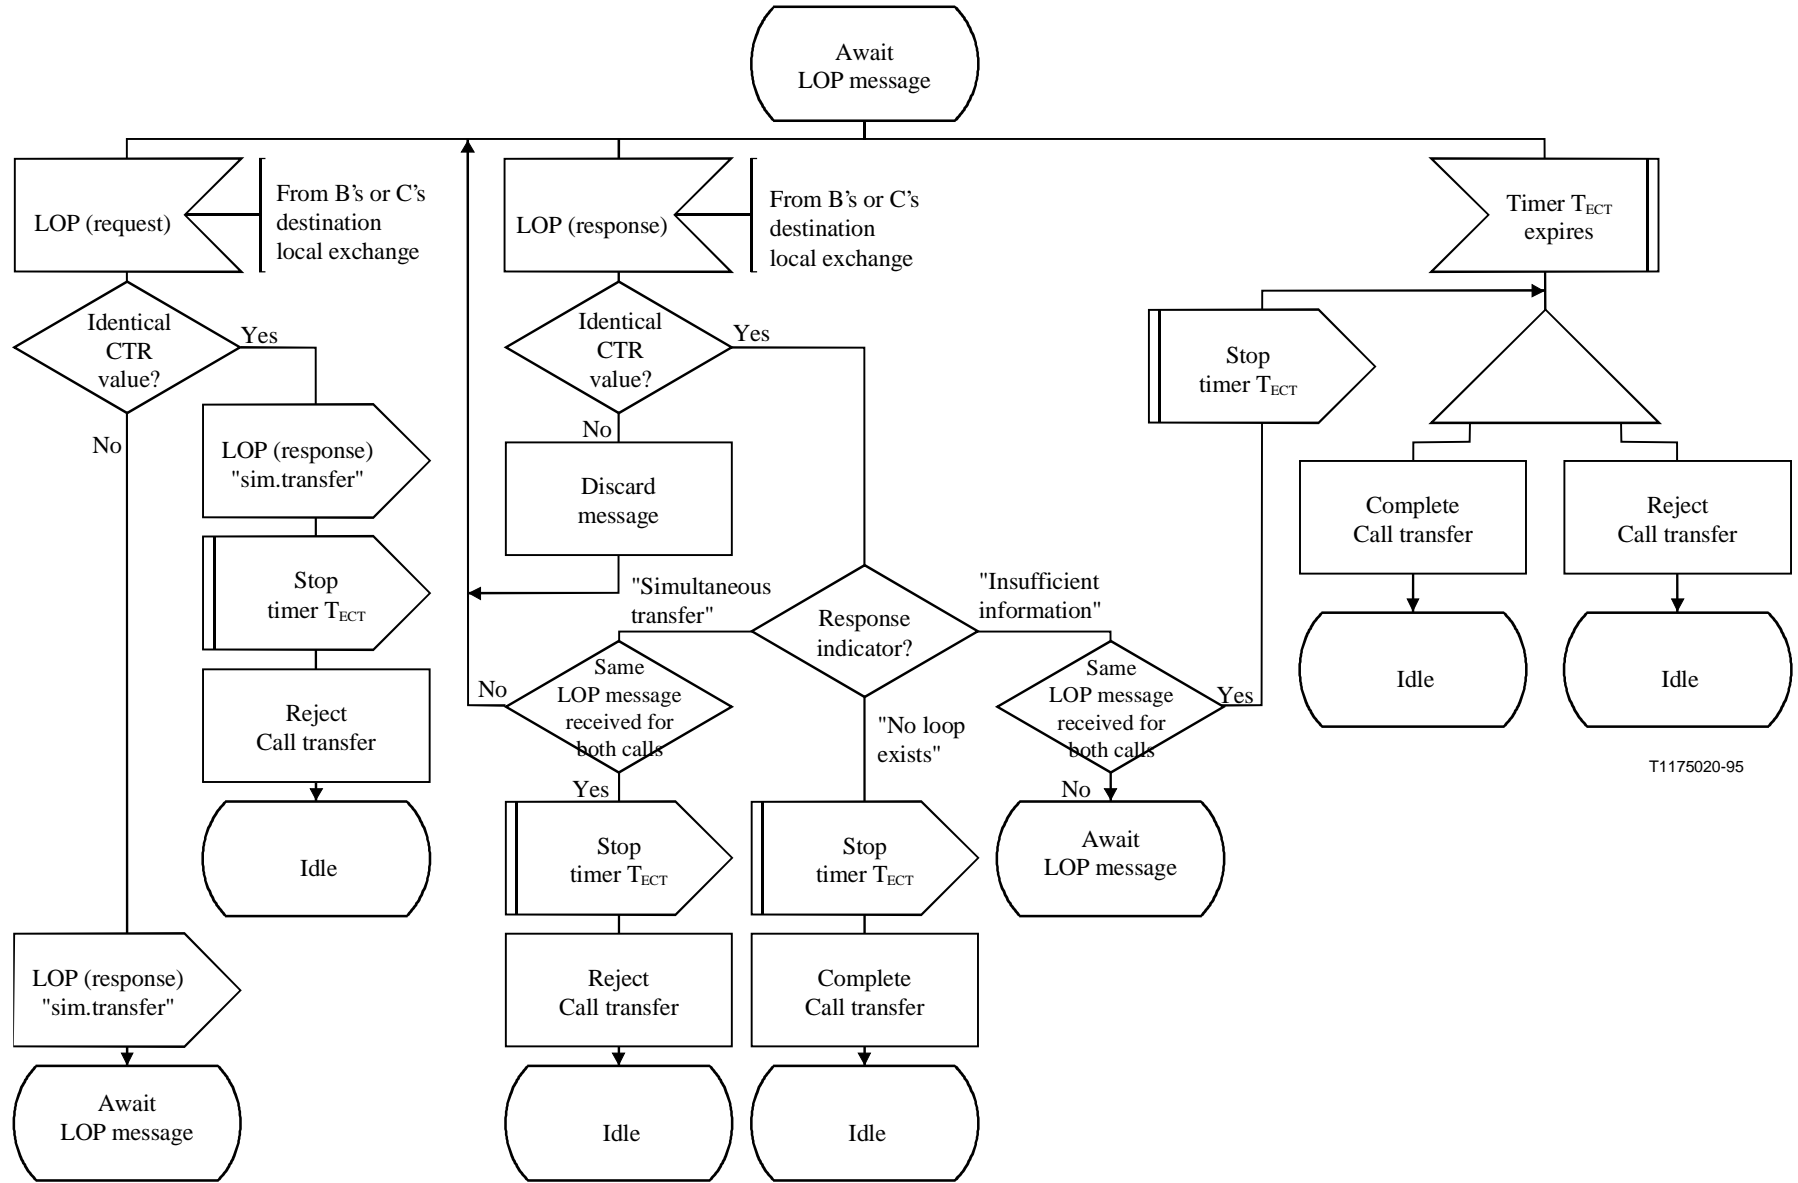 Await
LOP message
LOP (request)
From B's or C's
destination
local exchange
LOP (response)
From B's or C's
destination
local exchange
Timer TECT
expires
Identical
CTR
value?
Yes
No
LOP (response)
"sim.transfer"
Stop
timer TECT
Reject
Call transfer
Idle
LOP (response)
"sim.transfer"
Await
LOP message
Identical
CTR
value?
Yes
No
Discard
message
Response
indicator?
"Simultaneous
transfer"
Same
LOP message
received for
both calls
No
Yes
Stop
timer TECT
Reject
Call transfer
Idle
"No loop
exists"
Stop
timer TECT
Complete
Call transfer
Idle
"Insufficient
information"
Same
LOP message
received for
both calls
Yes
No
Await
LOP message
Stop
timer TECT
Complete
Call transfer
Idle
Reject
Call transfer
Idle
T1175020-95